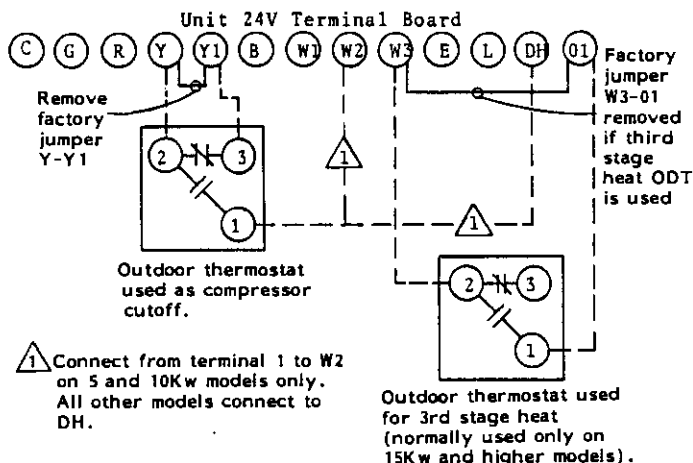 Unit 24V Terminal Board
C G R Y Y1 B W1 W2 W3 E L DH 01
Remove
factory
jumper
Y-Y1
Factory
jumper
W3-01
removed
if third
stage
heat ODT
is used
2 3
1
1
1
Outdoor thermostat
used as compressor
cutoff.
2 3
1
1 Connect from terminal 1 to W2
on 5 and 10Kw models only.
All other models connect to
DH.
Outdoor thermostat used
for 3rd stage heat
(normally used only on
15Kw and higher models).